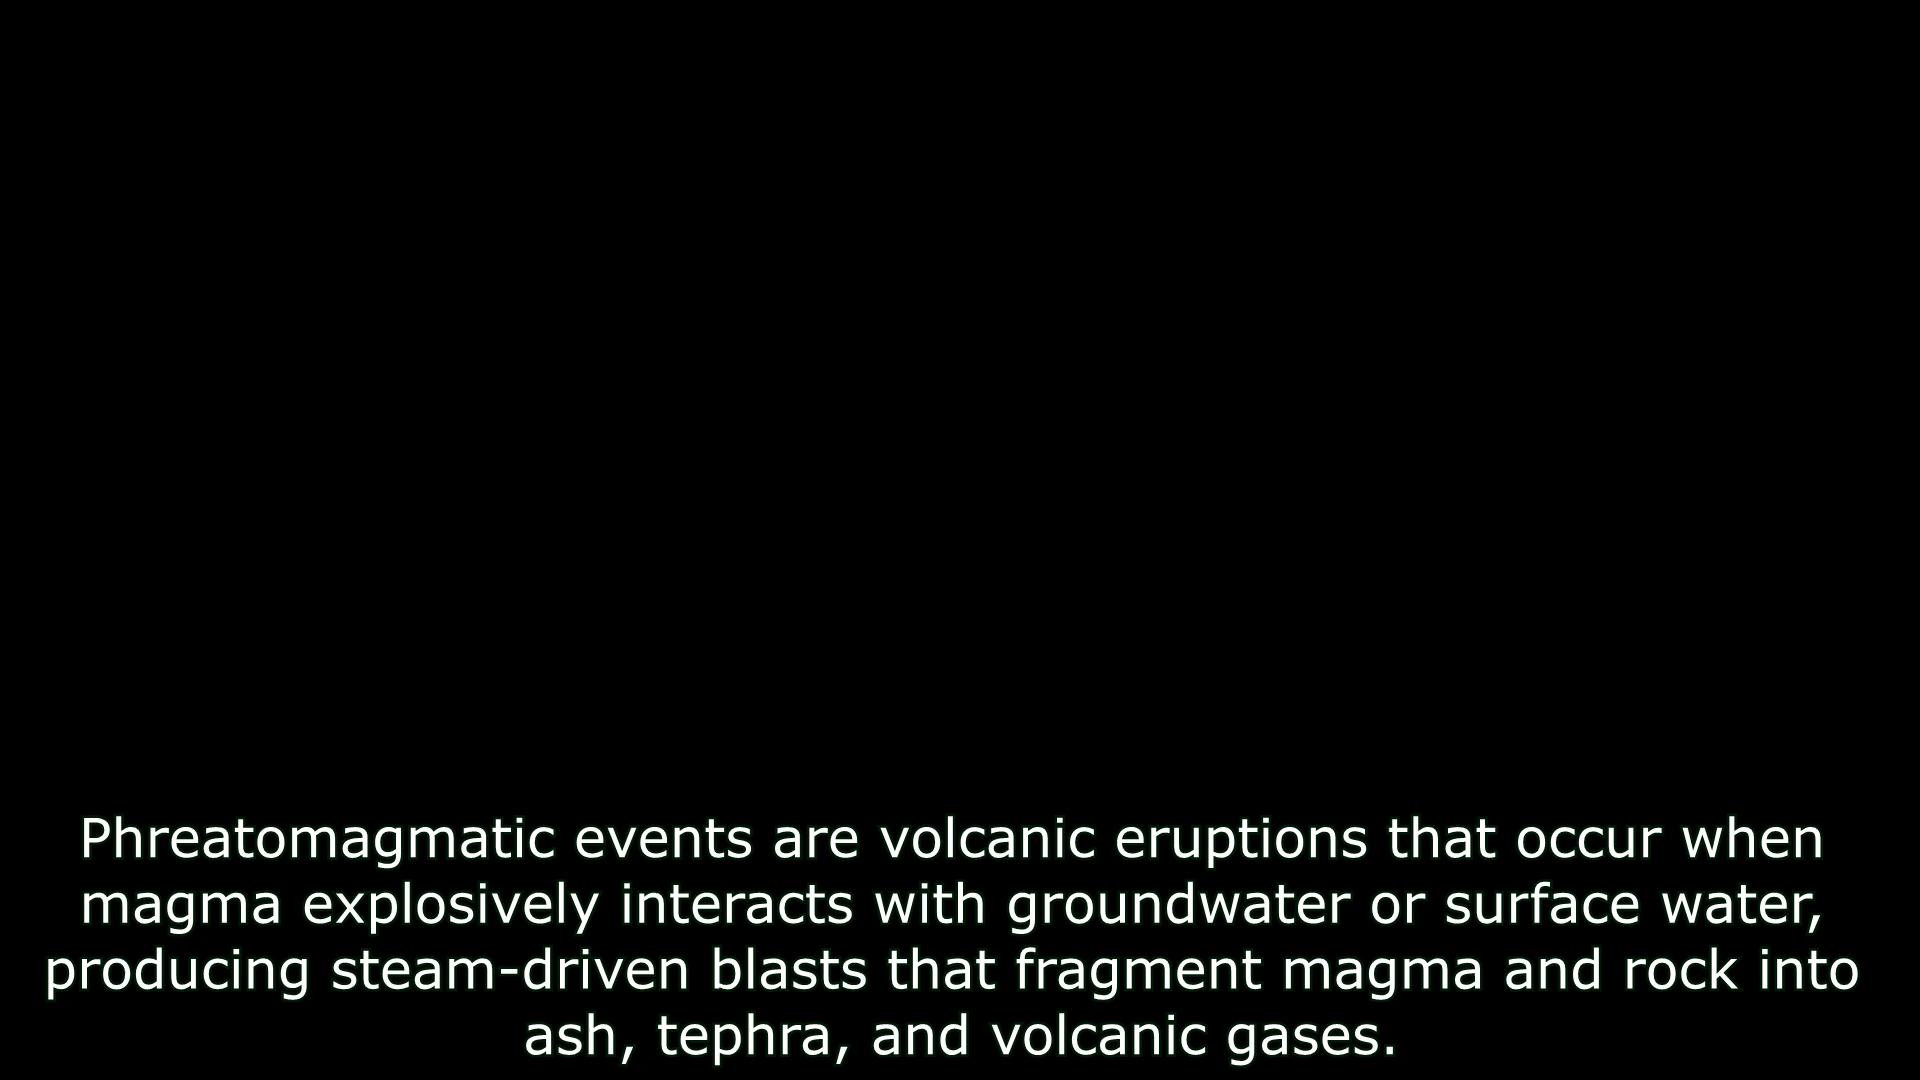 Phreatomagmatic events are volcanic eruptions that occur when
magma explosively interacts with groundwater or surface water,
producing steam-driven blasts that fragment magma and rock into
ash, tephra, and volcanic gases.